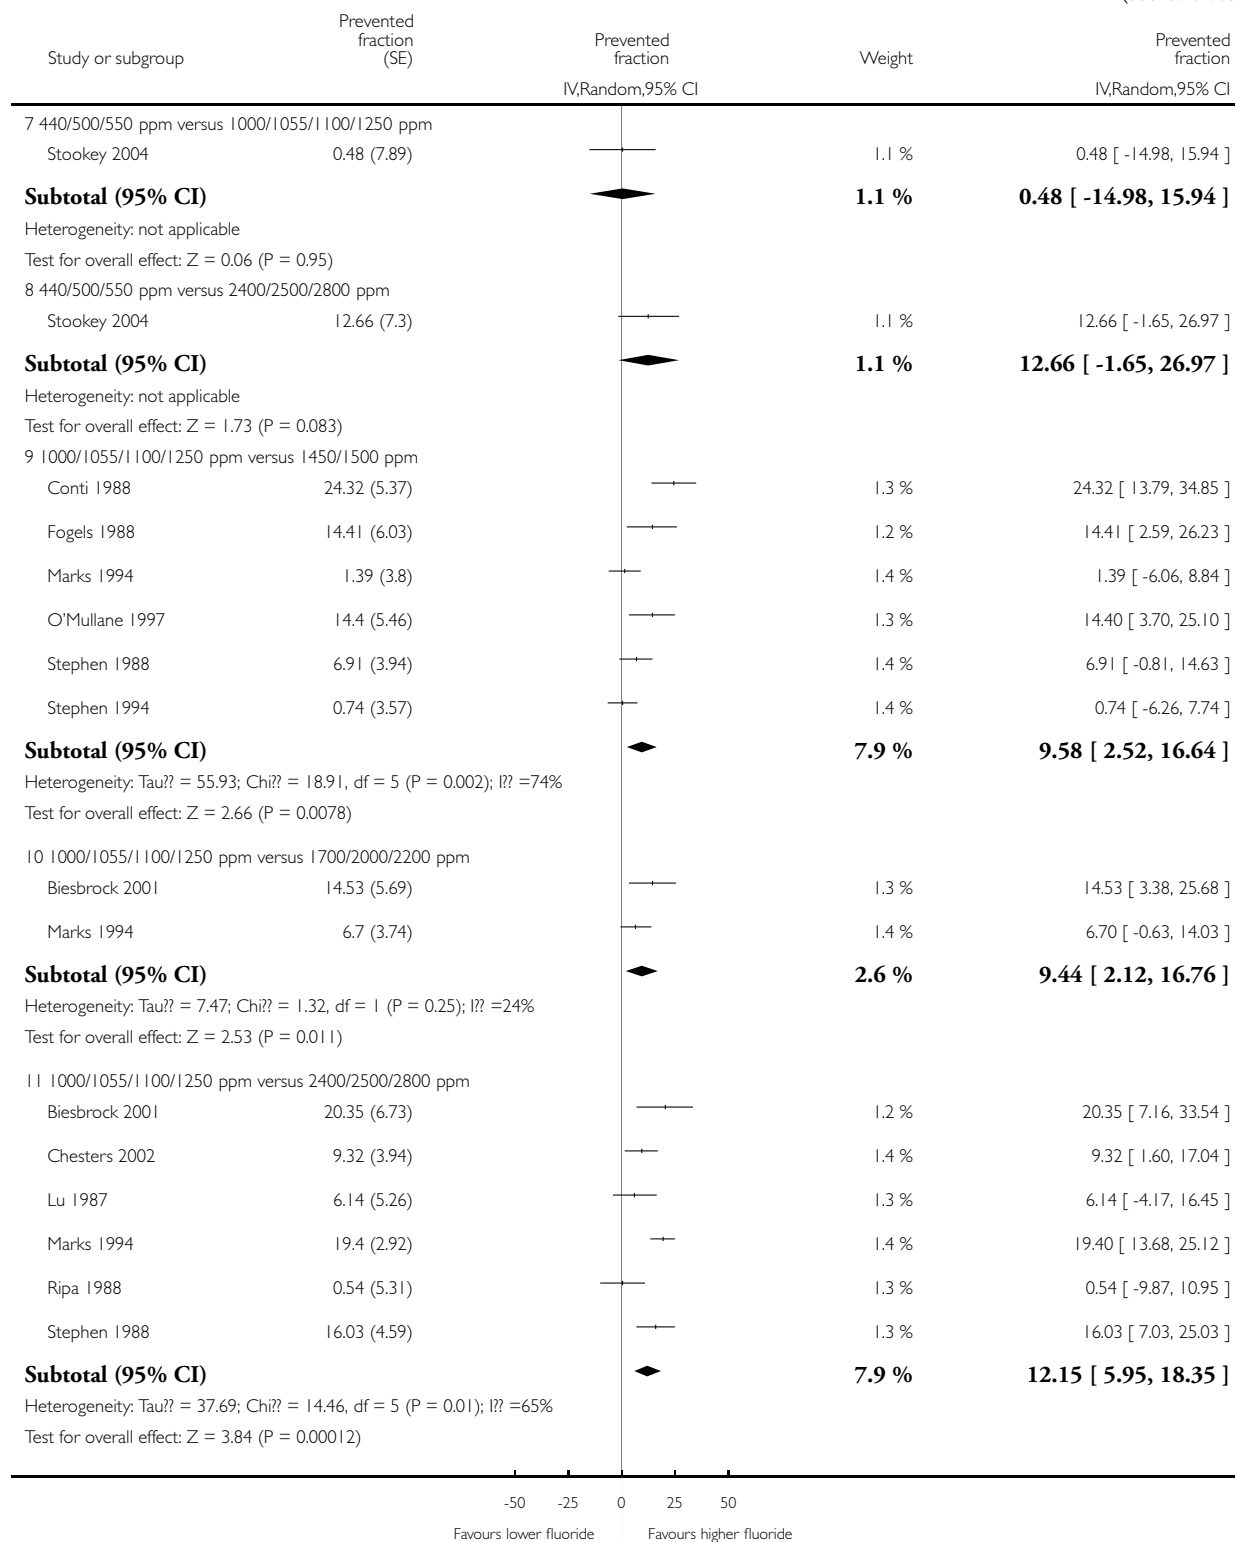 Prevented
fraction
(SE)
Study or subgroup
Prevented
fraction
Weight
Prevented
fraction
IV,Random,95% CI
IV,Random,95% CI
7 440/500/550 ppm versus 1000/1055/1100/1250 ppm
Stookey 2004 0.48 (7.89) 1.1 % 0.48 [ -14.98, 15.94 ]
Subtotal (95% CI) 1.1 % 0.48 [ -14.98, 15.94 ]
Heterogeneity: not applicable
Test for overall effect: Z = 0.06 (P = 0.95)
8 440/500/550 ppm versus 2400/2500/2800 ppm
Stookey 2004 12.66 (7.3) 1.1 % 12.66 [ -1.65, 26.97 ]
Subtotal (95% CI) 1.1 % 12.66 [ -1.65, 26.97 ]
Heterogeneity: not applicable
Test for overall effect: Z = 1.73 (P = 0.083)
9 1000/1055/1100/1250 ppm versus 1450/1500 ppm
Conti 1988 24.32 (5.37) 1.3 % 24.32 [ 13.79, 34.85 ]
Fogels 1988 14.41 (6.03) 1.2 % 14.41 [ 2.59, 26.23 ]
Marks 1994 1.39 (3.8) 1.4 % 1.39 [ -6.06, 8.84 ]
O'Mullane 1997 14.4 (5.46) 1.3 % 14.40 [ 3.70, 25.10 ]
Stephen 1988 6.91 (3.94) 1.4 % 6.91 [ -0.81, 14.63 ]
Stephen 1994 0.74 (3.57) 1.4 % 0.74 [ -6.26, 7.74 ]
Subtotal (95% CI) 7.9 % 9.58 [ 2.52, 16.64 ]
Heterogeneity: Tau?? = 55.93; Chi?? = 18.91, df = 5 (P = 0.002); I?? =74%
Test for overall effect: Z = 2.66 (P = 0.0078)
10 1000/1055/1100/1250 ppm versus 1700/2000/2200 ppm
Biesbrock 2001 14.53 (5.69) 1.3 % 14.53 [ 3.38, 25.68 ]
Marks 1994 6.7 (3.74) 1.4 % 6.70 [ -0.63, 14.03 ]
Subtotal (95% CI) 2.6 % 9.44 [ 2.12, 16.76 ]
Heterogeneity: Tau?? = 7.47; Chi?? = 1.32, df = 1 (P = 0.25); I?? =24%
Test for overall effect: Z = 2.53 (P = 0.011)
11 1000/1055/1100/1250 ppm versus 2400/2500/2800 ppm
Biesbrock 2001 20.35 (6.73) 1.2 % 20.35 [ 7.16, 33.54 ]
Chesters 2002 9.32 (3.94) 1.4 % 9.32 [ 1.60, 17.04 ]
Lu 1987 6.14 (5.26) 1.3 % 6.14 [ -4.17, 16.45 ]
Marks 1994 19.4 (2.92) 1.4 % 19.40 [ 13.68, 25.12 ]
Ripa 1988 0.54 (5.31) 1.3 % 0.54 [ -9.87, 10.95 ]
Stephen 1988 16.03 (4.59) 1.3 % 16.03 [ 7.03, 25.03 ]
Subtotal (95% CI) 7.9 % 12.15 [ 5.95, 18.35 ]
Heterogeneity: Tau?? = 37.69; Chi?? = 14.46, df = 5 (P = 0.01); I?? =65%
Test for overall effect: Z = 3.84 (P = 0.00012)
-50 -25 0 25 50
Favours lower fluoride Favours higher fluoride